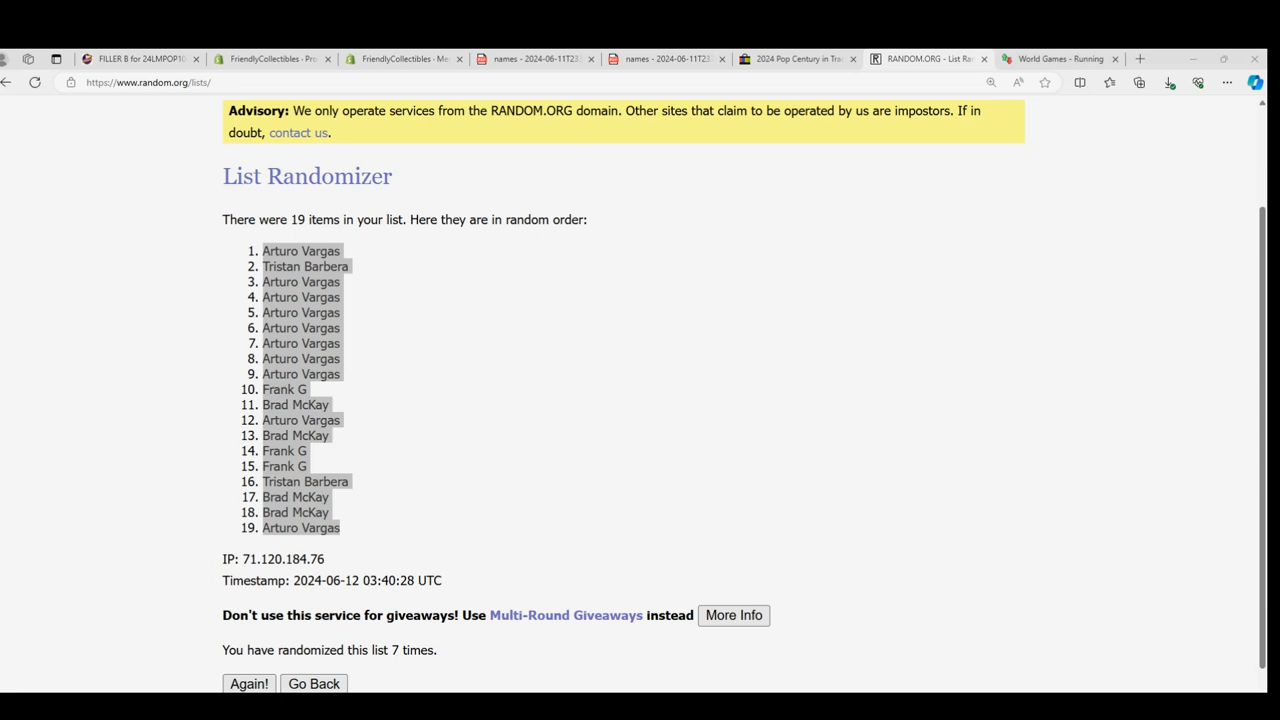 FILLER B for 24LMPOP10
FriendlyCollectibles - Pro
FriendlyCollectibles - Me
names - 2024-06-11T23
names - 2024-06-11T23
2024 Pop Century in Tra
RANDOM.ORG - List Ra
World Games - Running
https://www.random.org/lists/
Advisory: We only operate services from the RANDOM.ORG domain. Other sites that claim to be operated by us are impostors. If in
doubt, contact us.
List Randomizer
There were 19 items in your list. Here they are in random order:
1. Arturo Vargas
2. Tristan Barbera
3. Arturo Vargas
4. Arturo Vargas
5. Arturo Vargas
6. Arturo Vargas
7. Arturo Vargas
8. Arturo Vargas
9. Arturo Vargas
10. Frank G
11. Brad McKay
12. Arturo Vargas
13. Brad McKay
14. Frank G
15. Frank G
16. Tristan Barbera
17. Brad McKay
18. Brad McKay
19. Arturo Vargas
IP: 71.120.184.76
Timestamp: 2024-06-12 03:40:28 UTC
Don't use this service for giveaways! Use Multi-Round Giveaways instead More Info
You have randomized this list 7 times.
Again! Go Back